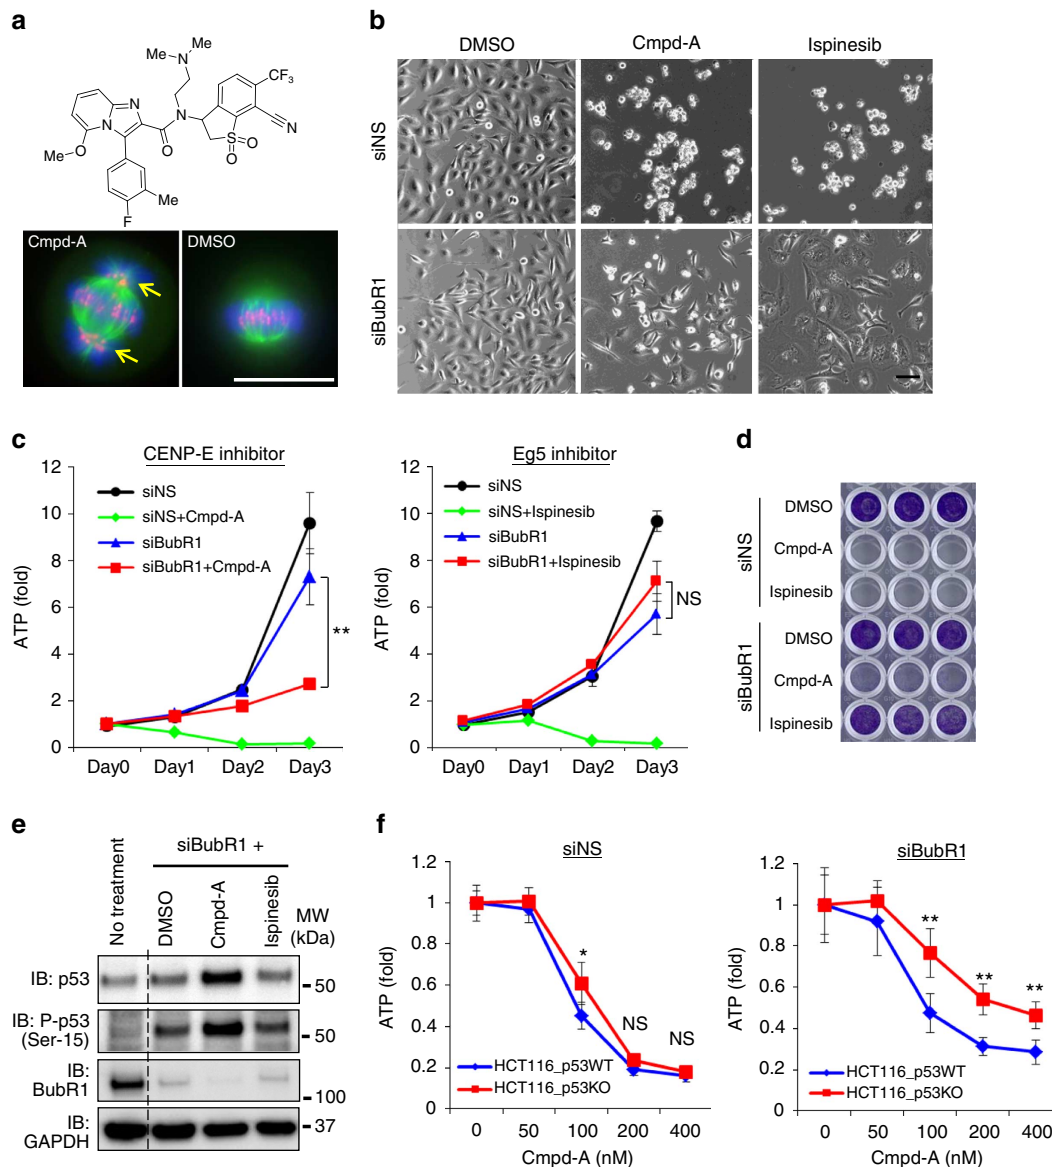 a
Me
Me
N
CF3
N
N
N
N
O
S
O
O
MeO
Me
F
Cmpd-A
DMSO
b
DMSO
Cmpd-A
Ispinesib
siNS
siBubR1
c
CENP-E inhibitor
12
10
8
6
4
2
0
ATP (fold)
siNS
siNS+Cmpd-A
siBubR1
siBubR1+Cmpd-A
**
Day0
Day1
Day2
Day3
Eg5 inhibitor
12
10
8
6
4
2
0
ATP (fold)
siNS
siNS+Ispinesib
siBubR1
siBubR1+Ispinesib
NS
Day0
Day1
Day2
Day3
d
siNS
DMSO
Cmpd-A
Ispinesib
siBubR1
DMSO
Cmpd-A
Ispinesib
e
siBubR1 +
No treatment
DMSO
Cmpd-A
Ispinesib
MW
(kDa)
IB: p53
50
IB: P-p53
(Ser-15)
50
IB:
BubR1
100
IB:
GAPDH
37
f
siNS
1.2
1
0.8
0.6
0.4
0.2
0
ATP (fold)
*
NS
NS
HCT116_p53WT
HCT116_p53KO
0
50
100
200
400
Cmpd-A (nM)
siBubR1
1.2
1
0.8
0.6
0.4
0.2
0
ATP (fold)
**
**
**
HCT116_p53WT
HCT116_p53KO
0
50
100
200
400
Cmpd-A (nM)